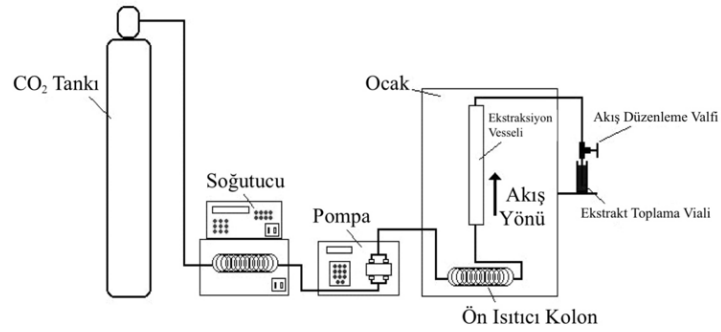 CO₂ Tankı
Soğutucu
Pompa
Ocak
Ekstraksiyon
Vesseli
Akış
Yönü
Ön Isıtıcı Kolon
Akış Düzenleme Valfi
Ekstrakt Toplama Viali